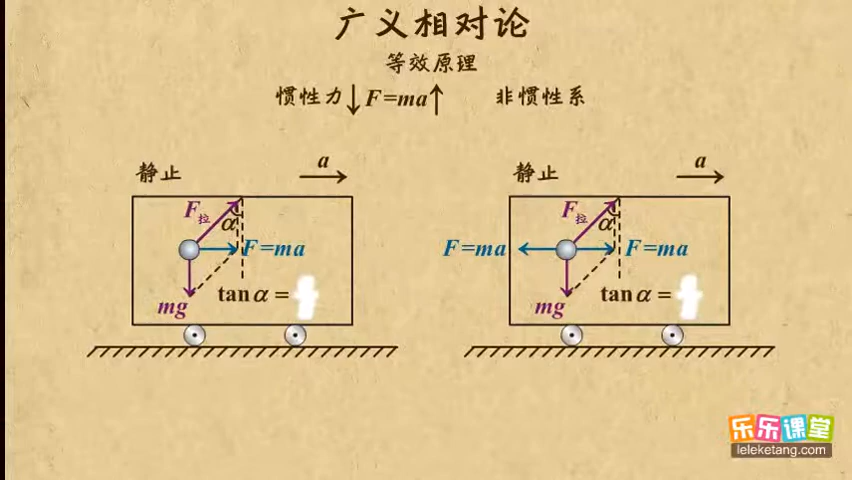 广义相对论
等效原理
惯性力↓F=ma↑ 非惯性系
静止 a
F拉 α
F=ma
mg tanα=
静止 a
F拉 α
F=ma F=ma
mg tanα=
乐乐课堂
leleketang.com